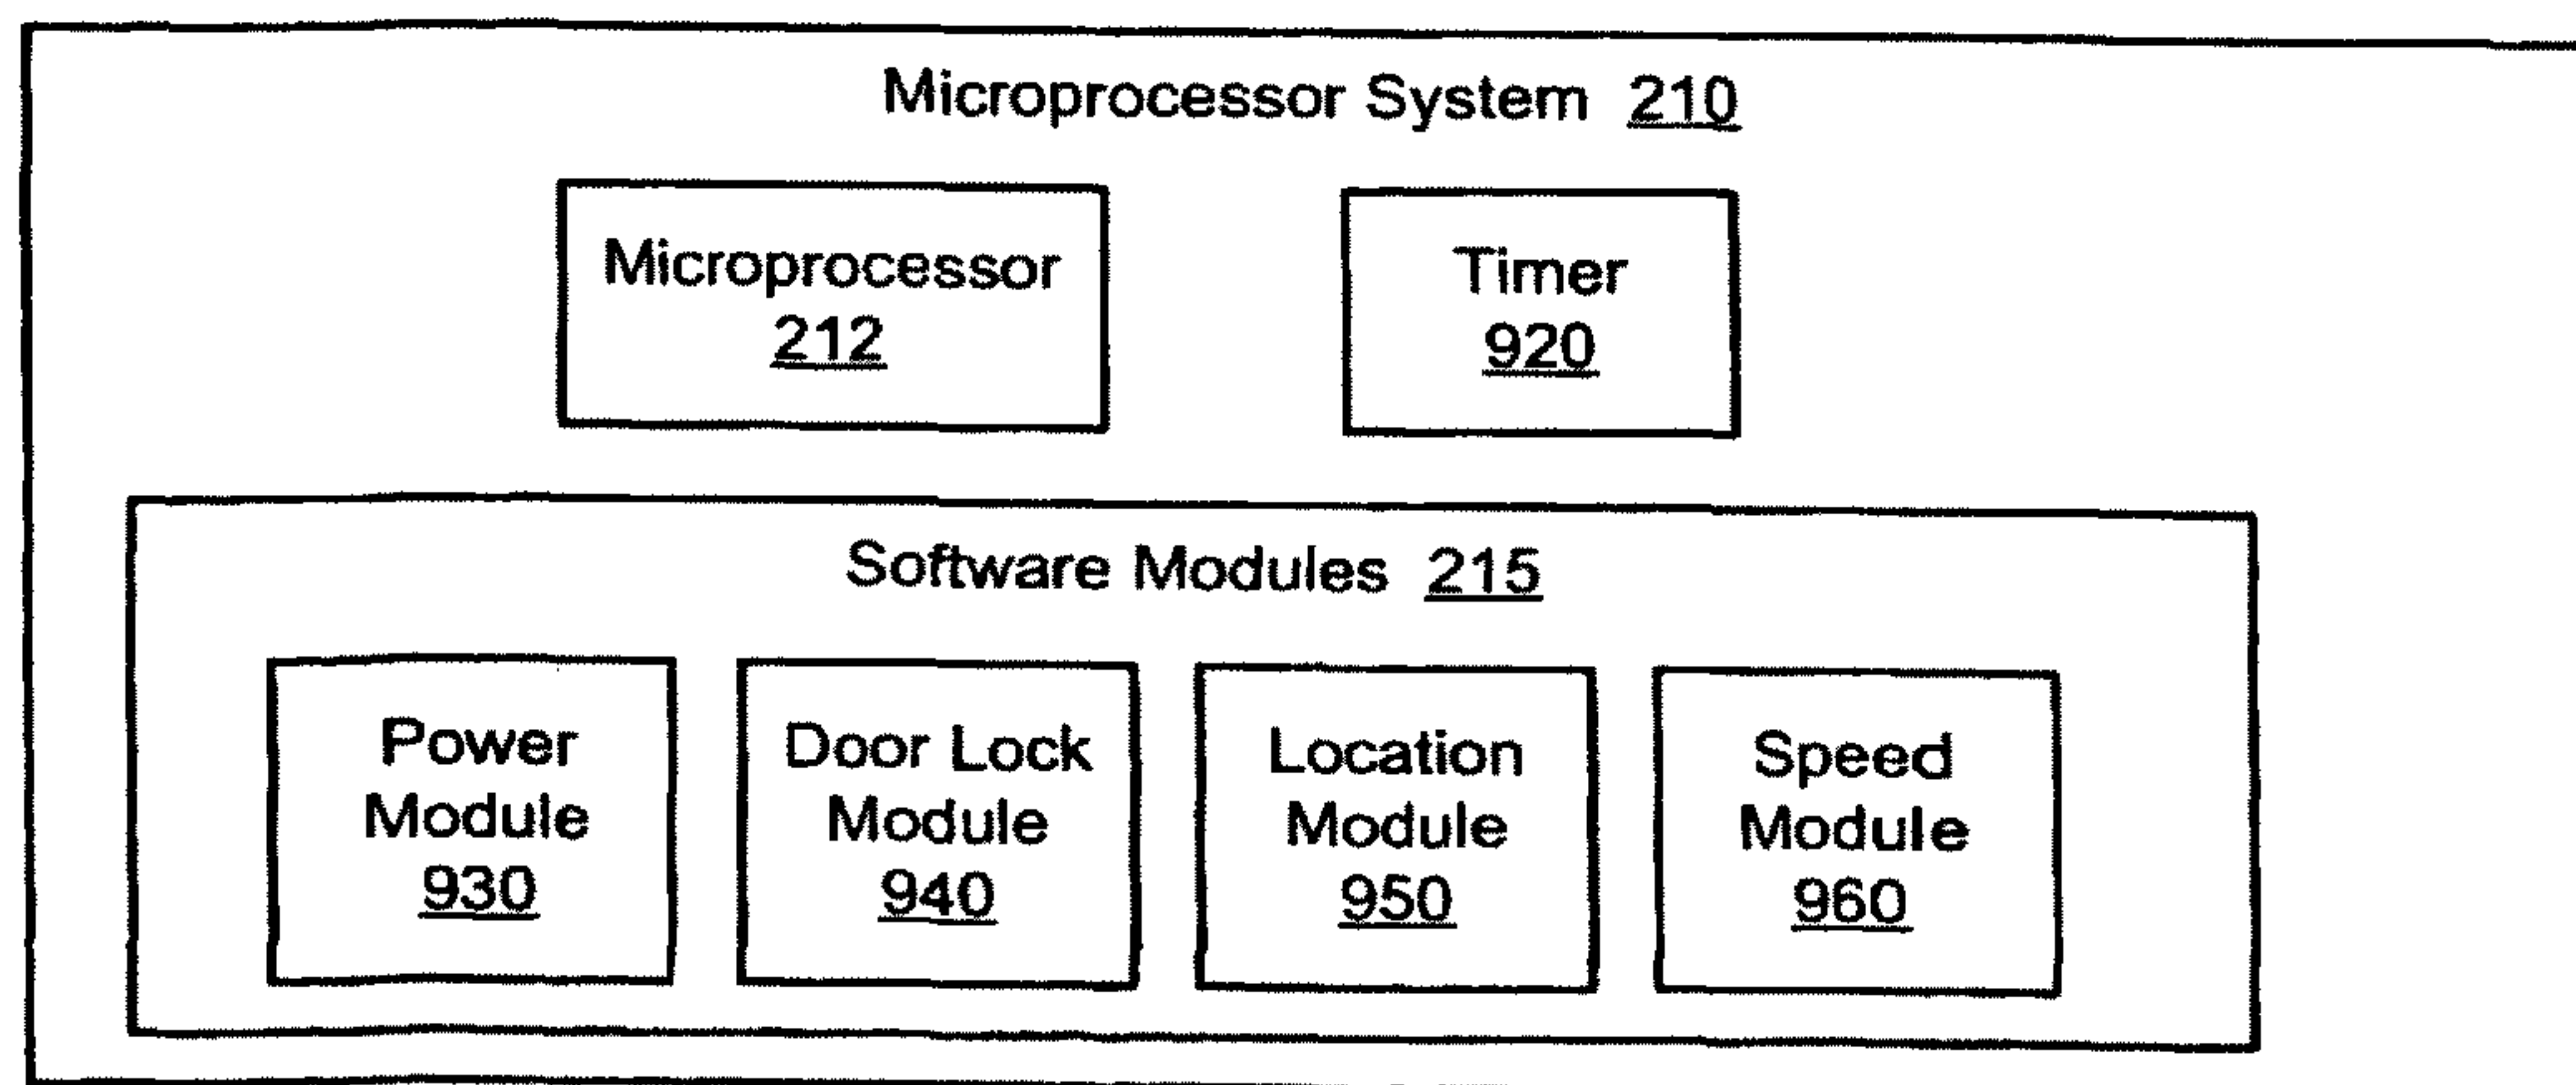 Microprocessor System 210
Microprocessor
212
Timer
920
Software Modules 215
Power
Module
930
Door Lock
Module
940
Location
Module
950
Speed
Module
960